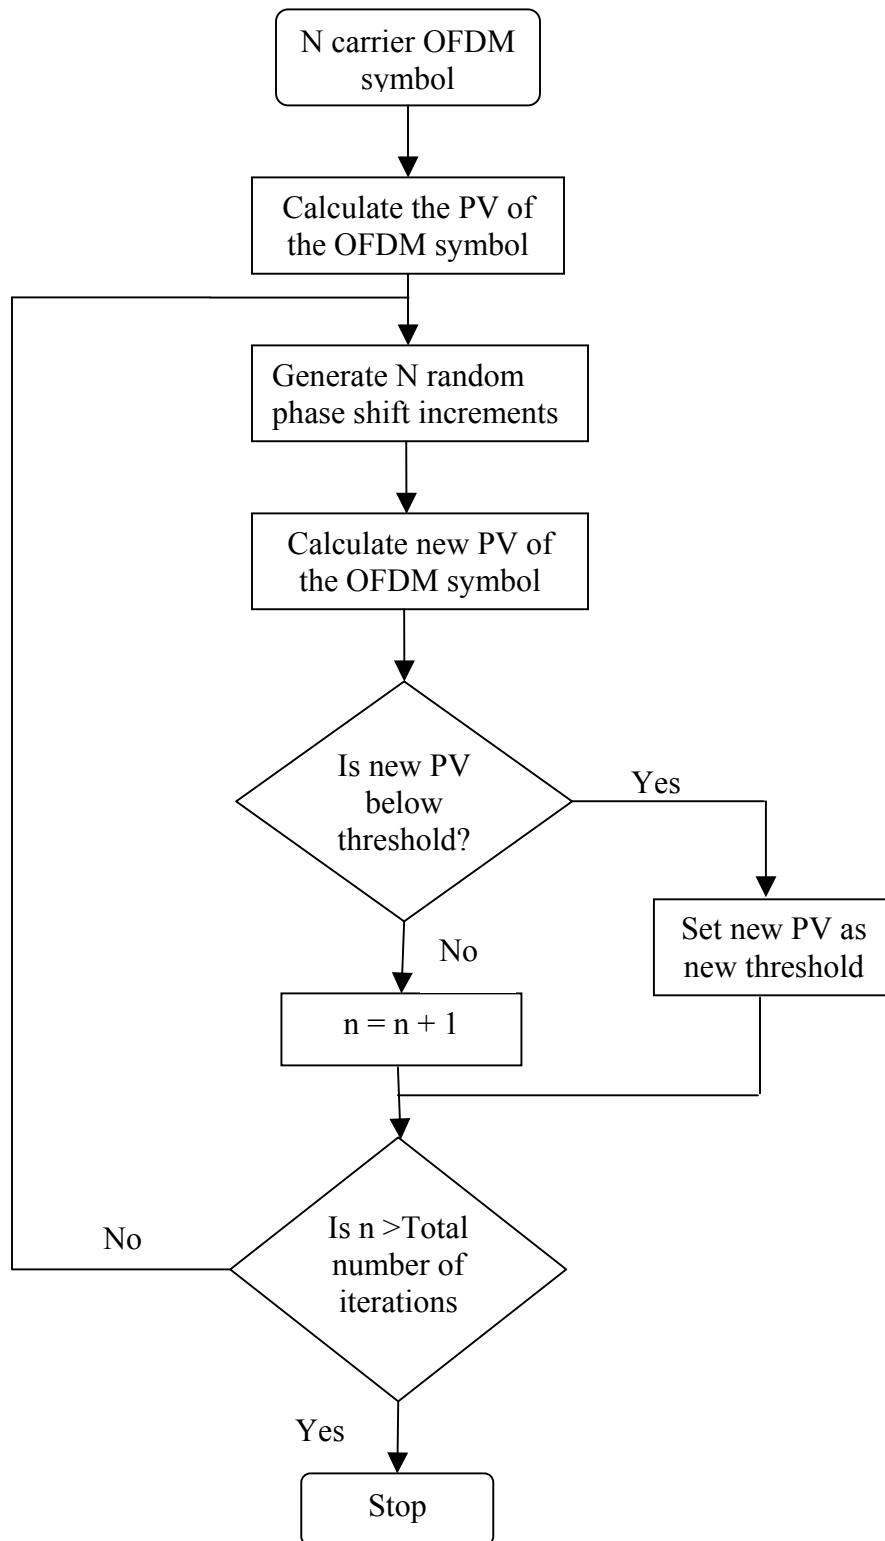 N carrier OFDM
symbol
Calculate the PV of
the OFDM symbol
Generate N random
phase shift increments
Calculate new PV of
the OFDM symbol
Is new PV
below
threshold?
Yes
Set new PV as
new threshold
No
n = n + 1
Is n >Total
number of
iterations
No
Yes
Stop